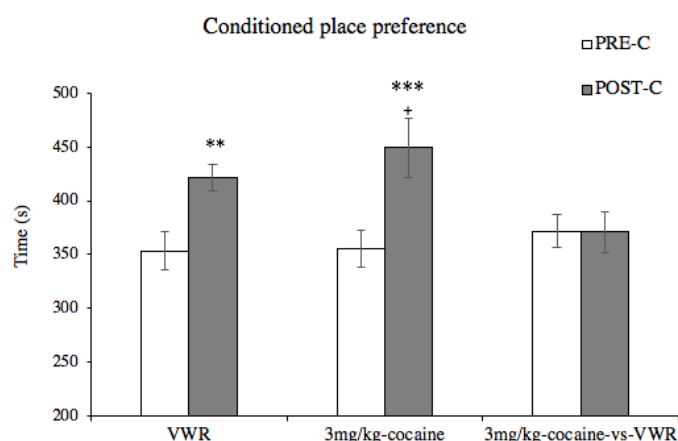 Conditioned place preference
PRE-C
POST-C
500
450
400
350
300
250
200
Time (s)
**
***
+
VWR
3mg/kg-cocaine
3mg/kg-cocaine-vs-VWR